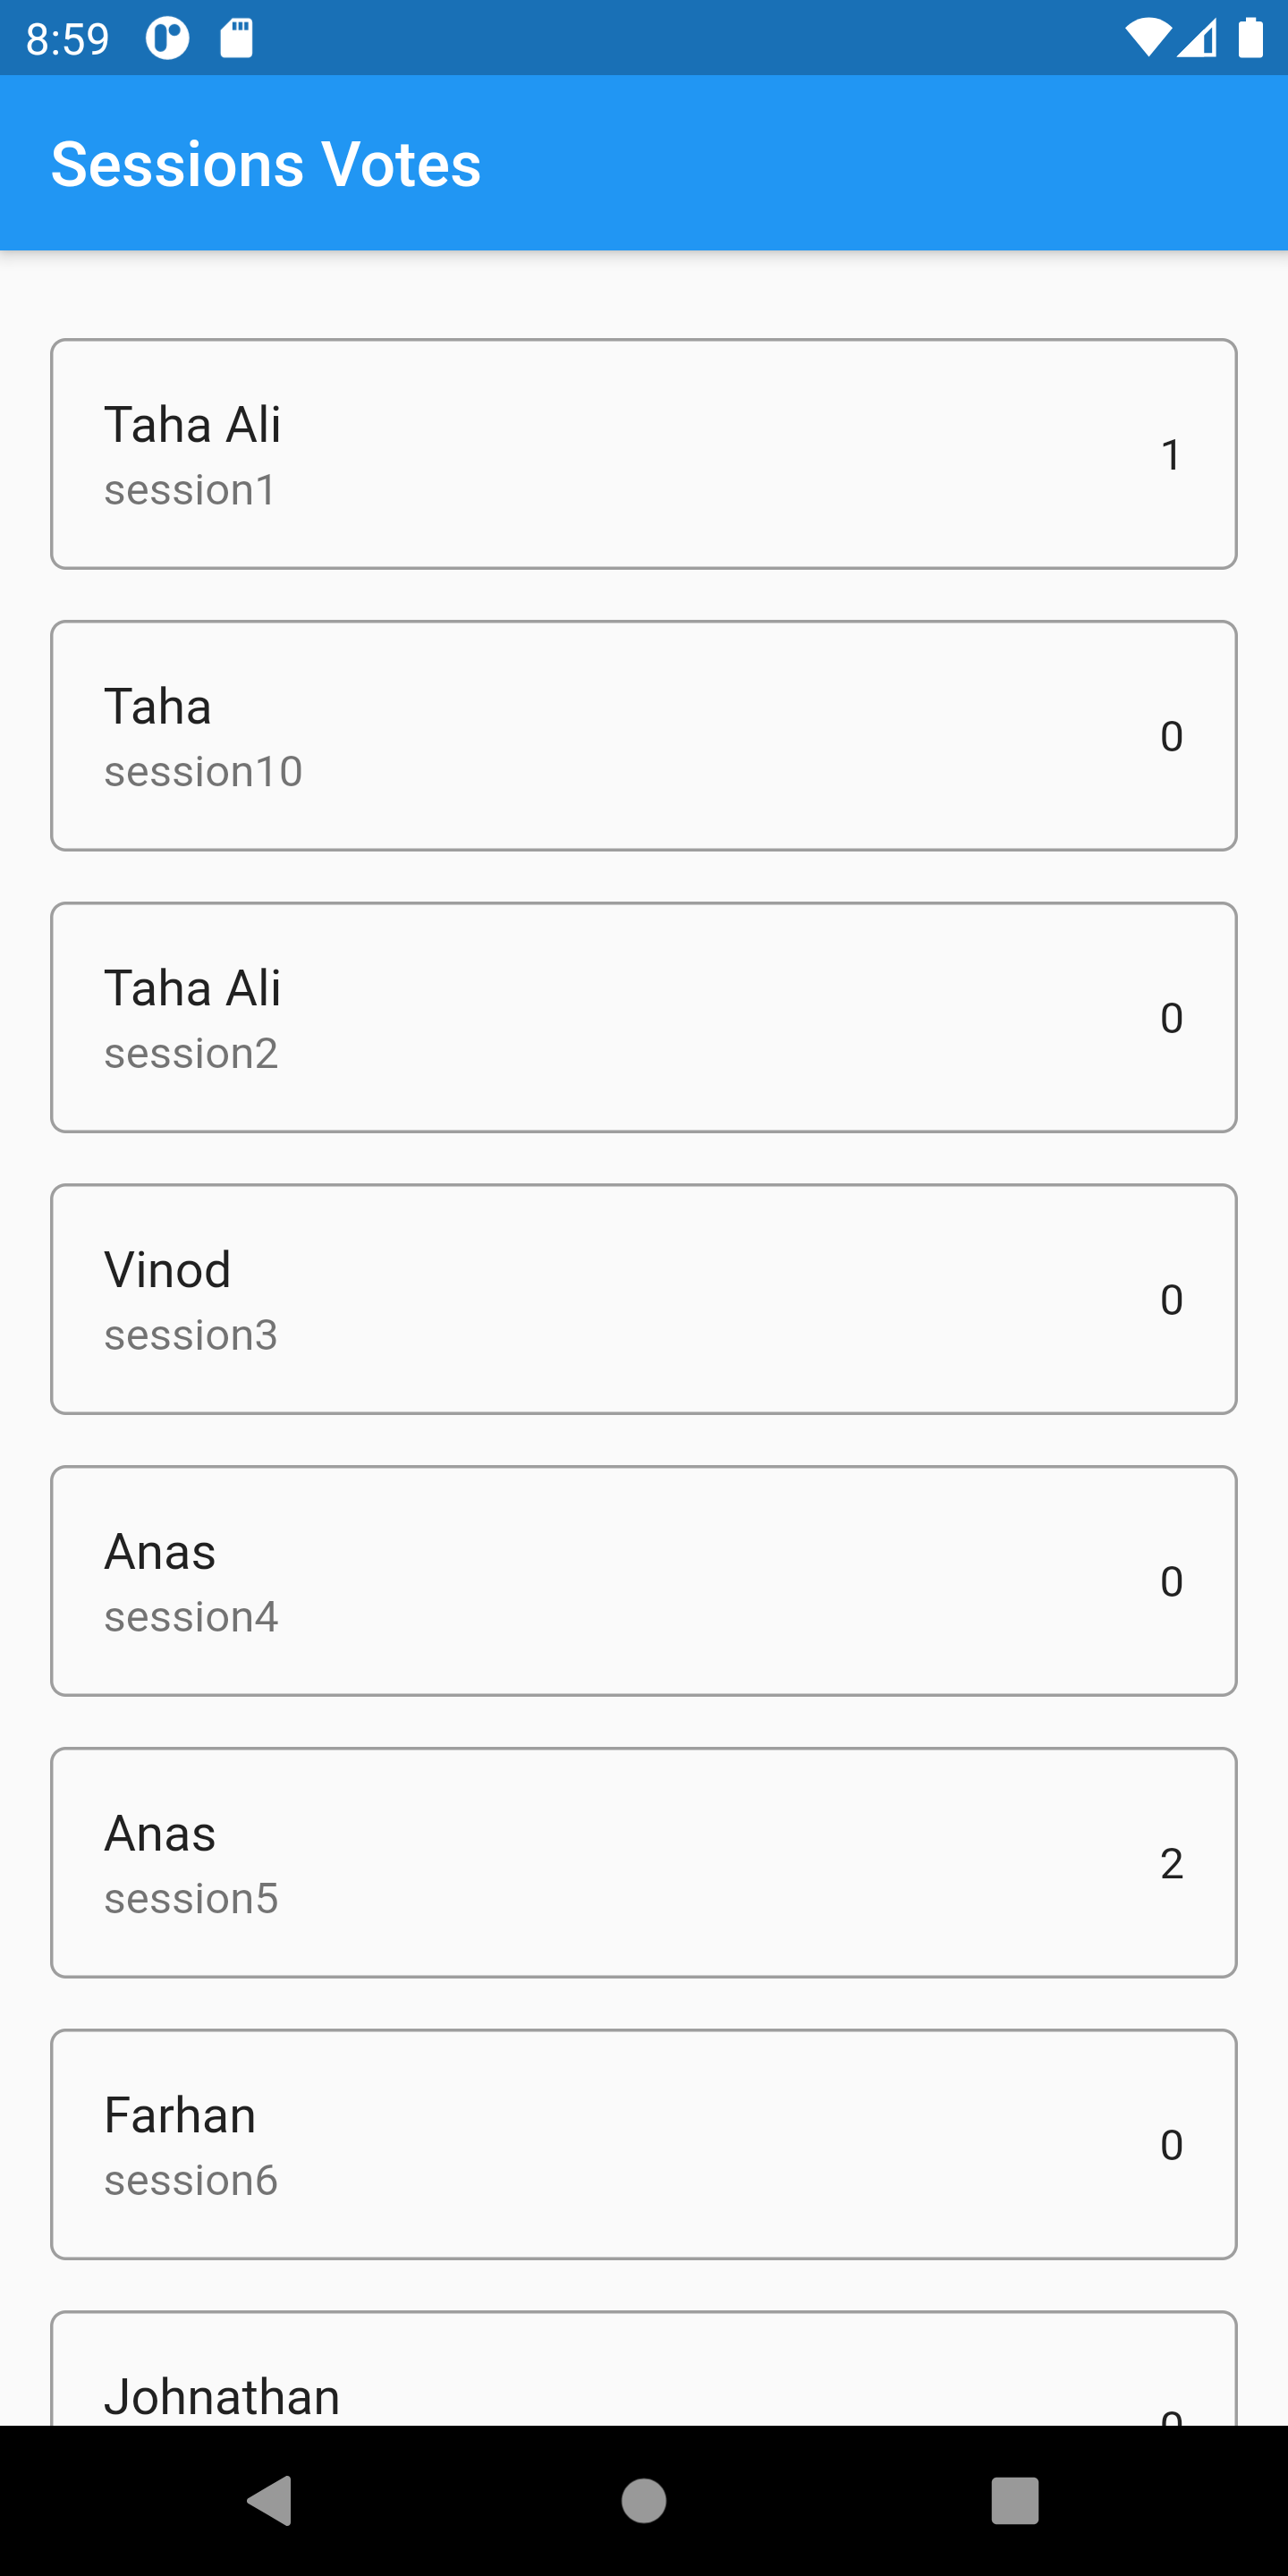 8:59
Sessions Votes
Taha Ali
session1
1
Taha
session10
0
Taha Ali
session2
0
Vinod
session3
0
Anas
session4
0
Anas
session5
2
Farhan
session6
0
Johnathan
0